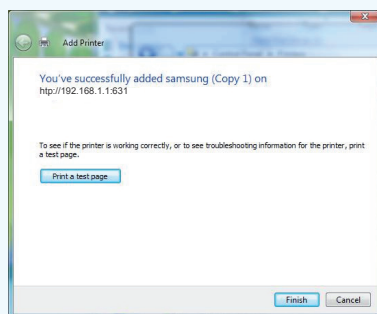 Add Printer
You've successfully added samsung (Copy 1) on
htp://192.168.1.1:631
To see if the printer is working correctly, or to see troubleshooting information for the printer, print
a test page.
Print a test page
Finish Cancel